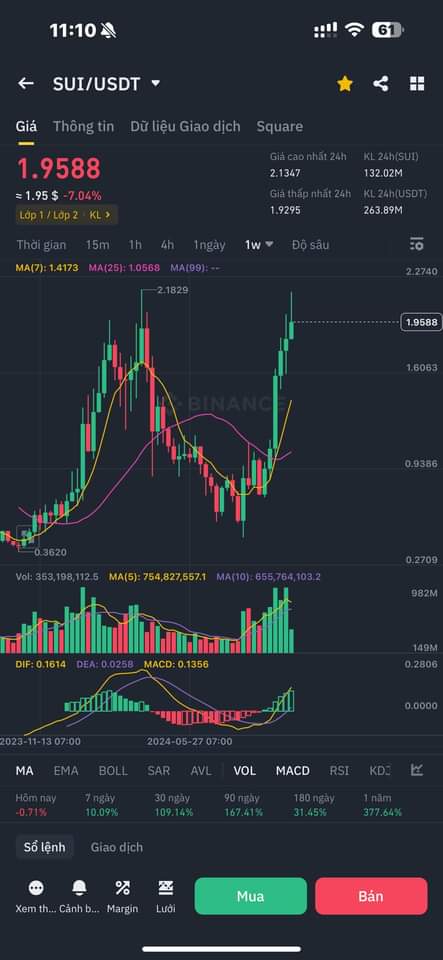 11:10 61
SUI/USDT
Giá Thông tin Dữ liệu Giao dịch Square
1.9588
≈ 1.95 $ -7.04%
Lớp 1 / Lớp 2 · KL >
Giá cao nhất 24h KL 24h(SUI)
2.1347 132.02M
Giá thấp nhất 24h KL 24h(USDT)
1.9295 263.89M
Thời gian 15m 1h 4h 1ngày 1w Độ sâu
MA(7): 1.4173 MA(25): 1.0568 MA(99): --
2.2740
2.1829
1.9588
1.6063
BINANCE
0.9386
0.3620
0.2709
Vol: 353,198,112.5 MA(5): 754,827,557.1 MA(10): 655,764,103.2
982M
149M
DIF: 0.1614 DEA: 0.0258 MACD: 0.1356
0.2806
0.0000
2023-11-13 07:00 2024-05-27 07:00
MA EMA BOLL SAR AVL VOL MACD RSI KDJ
Hôm nay 7 ngày 30 ngày 90 ngày 180 ngày 1 năm
-0.71% 10.09% 109.14% 167.41% 31.45% 377.64%
Sổ lệnh Giao dịch
Xem th... Cảnh b... Margin Lưới
Mua Bán